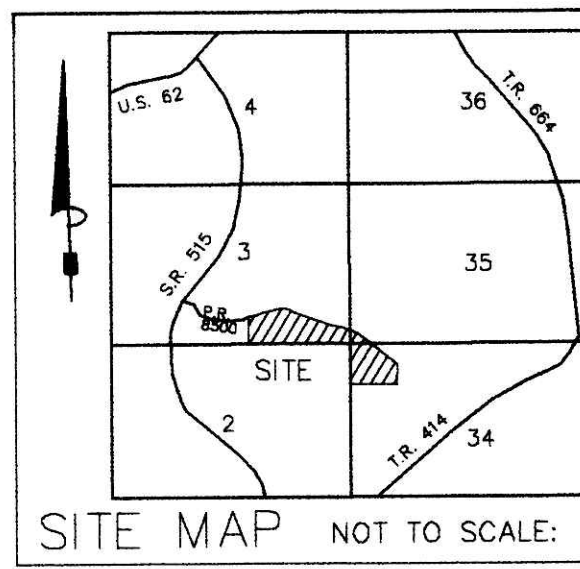 U.S. 62
4
36
T.R. 664
S.R. 515
3
35
P.R.
8500
SITE
2
T.R. 414
34
SITE MAP NOT TO SCALE: